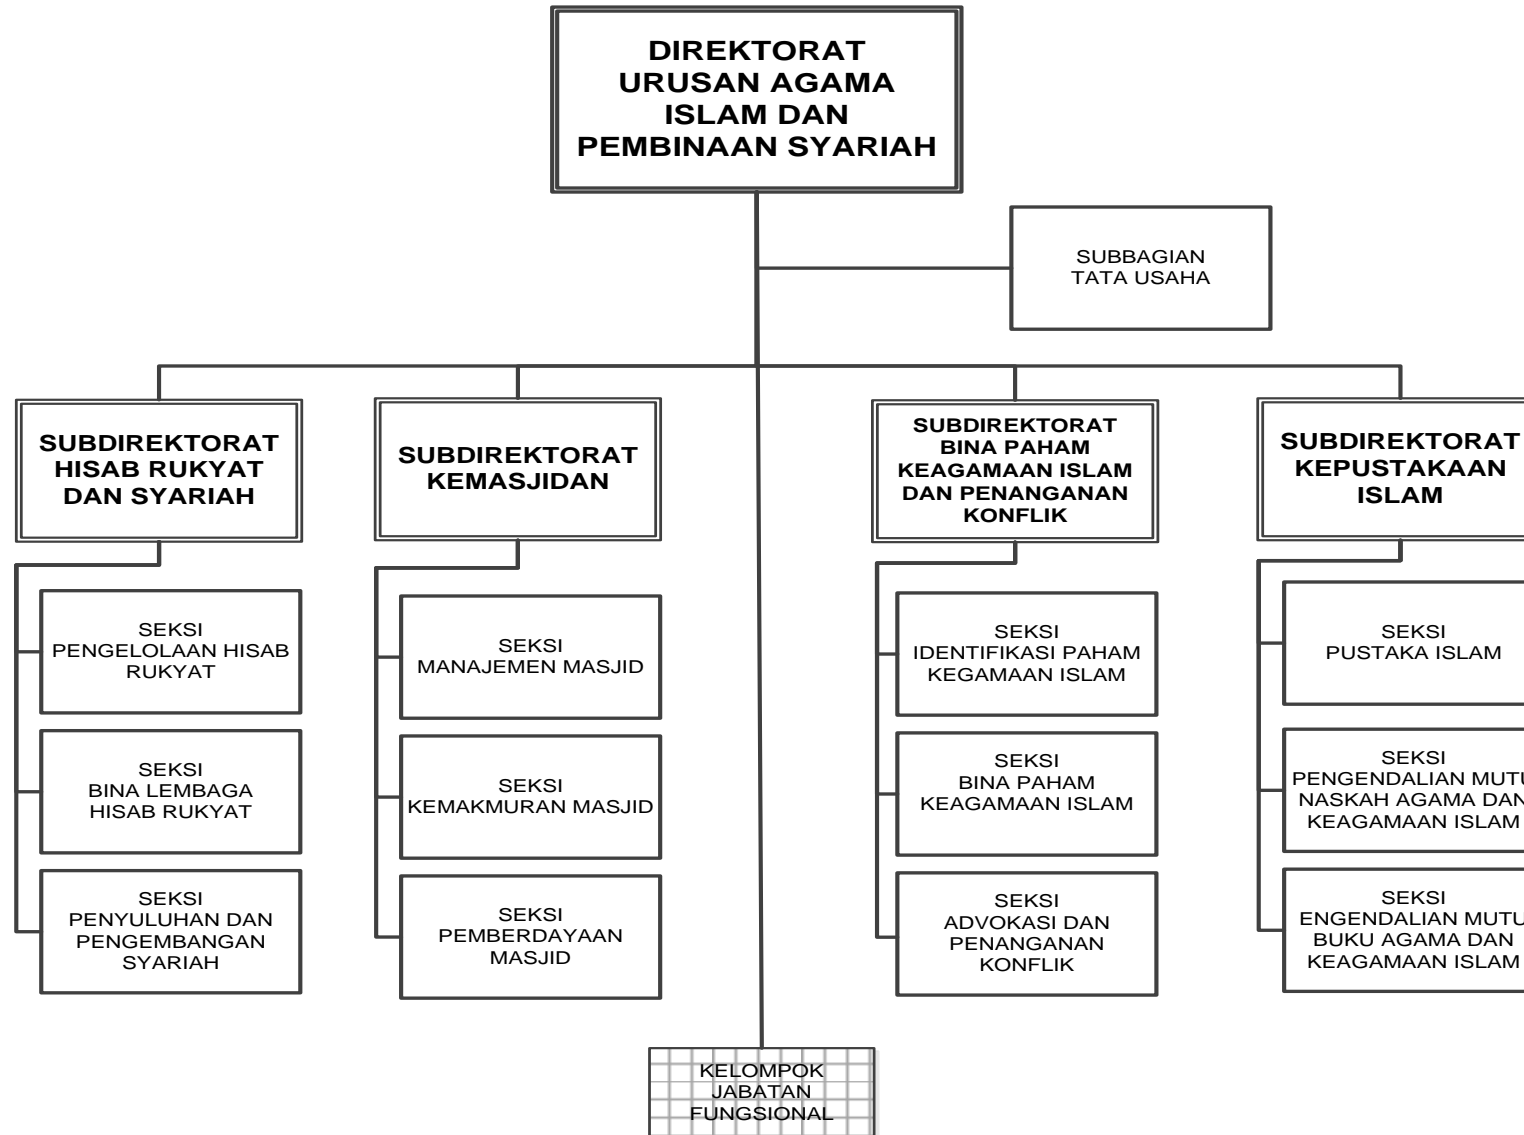 DIREKTORAT
URUSAN AGAMA
ISLAM DAN
PEMBINAAN SYARIAH
SUBBAGIAN
TATA USAHA
SUBDIREKTORAT
HISAB RUKYAT
DAN SYARIAH
SUBDIREKTORAT
KEMASJIDAN
SUBDIREKTORAT
BINA PAHAM
KEAGAMAAN ISLAM
DAN PENANGANAN
KONFLIK
SUBDIREKTORAT
KEPUSTAKAAN
ISLAM
SEKSI
PENGELOLAAN HISAB
RUKYAT
SEKSI
BINA LEMBAGA
HISAB RUKYAT
SEKSI
PENYULUHAN DAN
PENGEMBANGAN
SYARIAH
SEKSI
MANAJEMEN MASJID
SEKSI
KEMAKMURAN MASJID
SEKSI
PEMBERDAYAAN
MASJID
SEKSI
IDENTIFIKASI PAHAM
KEGAMAAN ISLAM
SEKSI
BINA PAHAM
KEAGAMAAN ISLAM
SEKSI
ADVOKASI DAN
PENANGANAN
KONFLIK
SEKSI
PUSTAKA ISLAM
SEKSI
PENGENDALIAN MUTU
NASKAH AGAMA DAN
KEAGAMAAN ISLAM
SEKSI
ENGENDALIAN MUTU
BUKU AGAMA DAN
KEAGAMAAN ISLAM
KELOMPOK
JABATAN
FUNGSIONAL